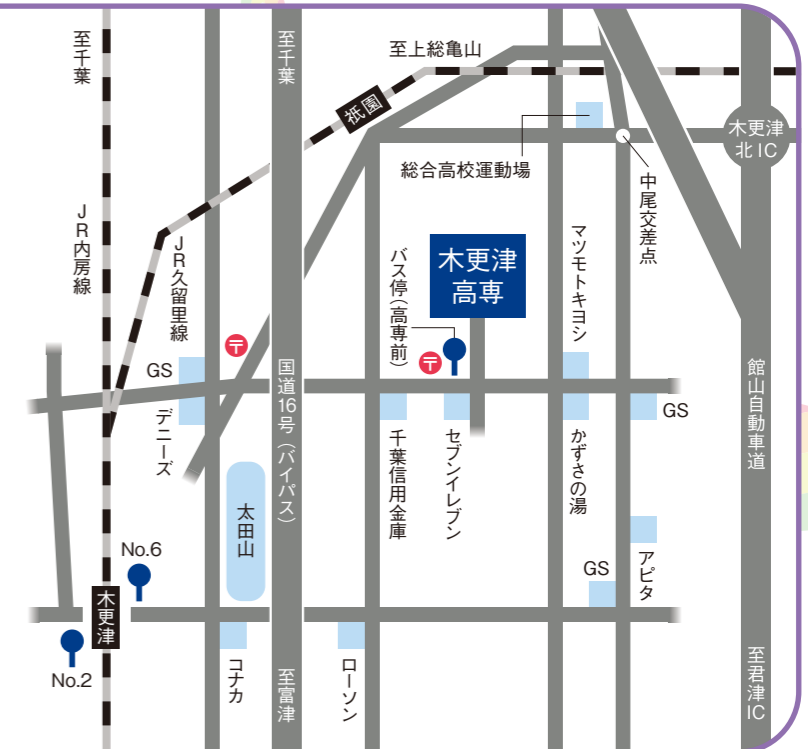 至千葉
至千葉
至上総亀山
祇園
木更津
北IC
総合高校運動場
中尾交差点
JR内房線
JR久留里線
バス停(高専前)
木更津
高専
マツモトキヨシ
〒
〒
GS
デニーズ
国道16号(バイパス)
千葉信用金庫
セブンイレブン
かずさの湯
GS
館山自動車道
太田山
アピタ
GS
No.6
木更津
No.2
コナカ
至富津
ローソン
至君津IC